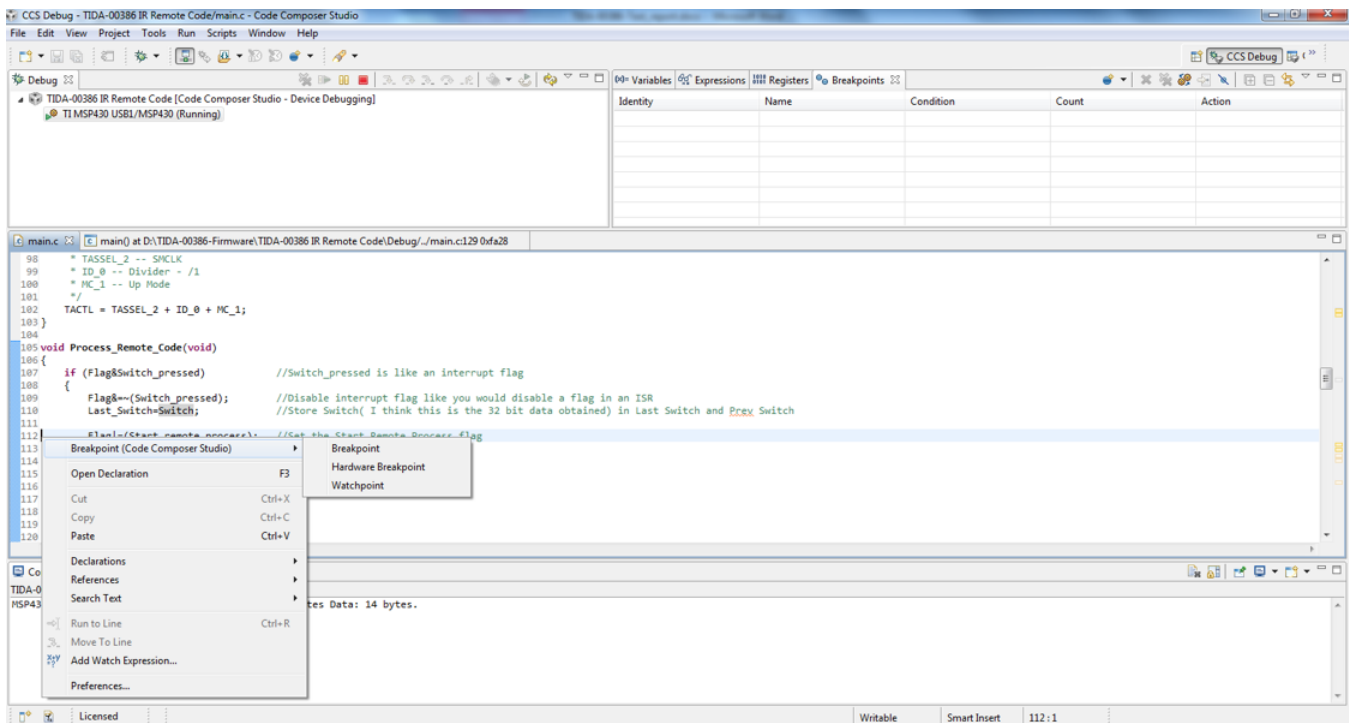 CCS Debug - TIDA-00386 IR Remote Code/main.c - Code Composer Studio
File Edit View Project Tools Run Scripts Window Help
CCS Debug
Debug
TIDA-00386 IR Remote Code [Code Composer Studio - Device Debugging]
TI MSP430 USB1/MSP430 (Running)
Variables Expressions Registers Breakpoints
Identity Name Condition Count Action
main.c main() at D:\TIDA-00386-Firmware\TIDA-00386 IR Remote Code\Debug/../main.c:129 0xfa28
98 * TASSEL_2 -- SMCLK
99 * ID_0 -- Divider - /1
100 * MC_1 -- Up Mode
101 */
102 TACTL = TASSEL_2 + ID_0 + MC_1;
103 }
104
105 void Process_Remote_Code(void)
106 {
107 if (Flag&Switch_pressed) //Switch_pressed is like an interrupt flag
108 {
109 Flag&=~(Switch_pressed); //Disable interrupt flag like you would disable a flag in an ISR
110 Last_Switch=Switch; //Store Switch( I think this is the 32 bit data obtained) in Last Switch and Prev Switch
111
112 Flag|=(Start_remote_process); //Set the Start Remote Process flag
113 Breakpoint (Code Composer Studio) Breakpoint
114 Hardware Breakpoint
115 Open Declaration F3
116 Watchpoint
117 Cut Ctrl+X
118 Copy Ctrl+C
119
120 Paste Ctrl+V
Declarations
Co
References
TIDA-0
Search Text
MSP43 tes Data: 14 bytes.
Run to Line Ctrl+R
Move To Line
Add Watch Expression...
Preferences...
Licensed Writable Smart Insert 112 : 1